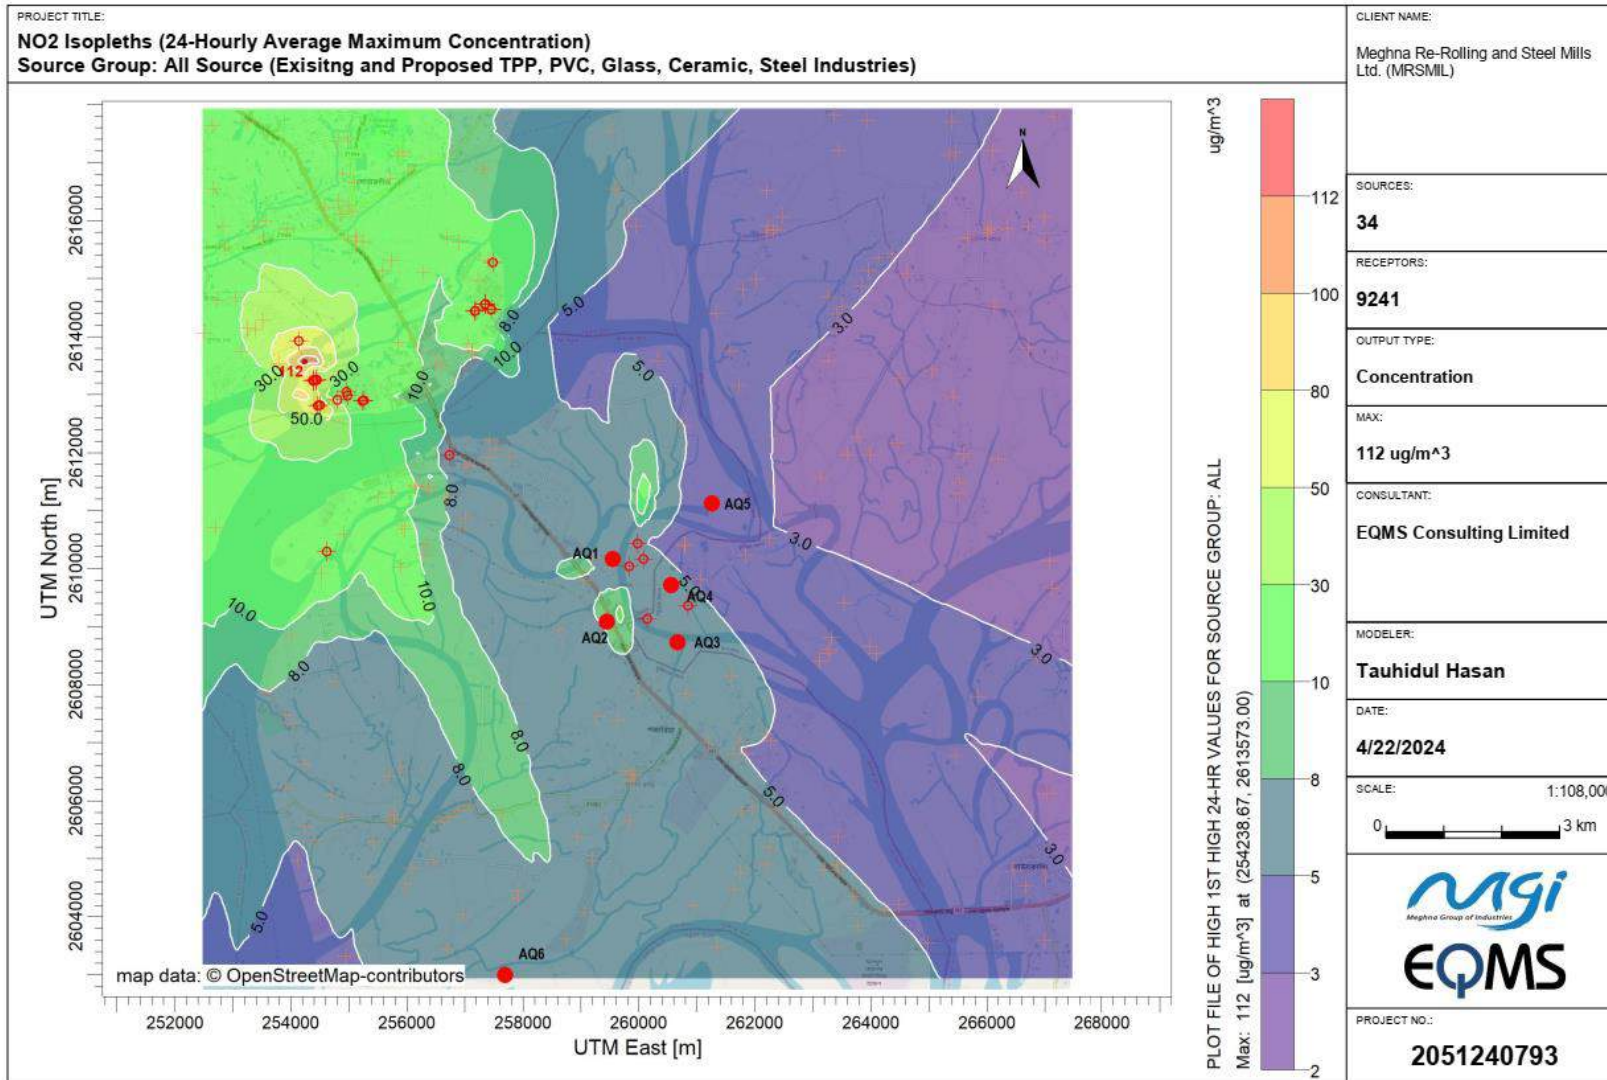 PROJECT TITLE:
NO2 Isopleths (24-Hourly Average Maximum Concentration)
Source Group: All Source (Exisitng and Proposed TPP, PVC, Glass, Ceramic, Steel Industries)
CLIENT NAME:
Meghna Re-Rolling and Steel Mills
Ltd. (MRSMIL)
SOURCES:
34
RECEPTORS:
9241
OUTPUT TYPE:
Concentration
MAX:
112 ug/m^3
CONSULTANT:
EQMS Consulting Limited
MODELER:
Tauhidul Hasan
DATE:
4/22/2024
SCALE:
1:108,000
0
3 km
mgi
Meghna Group of Industries
EQMS
PROJECT NO.:
2051240793
ug/m^3
112
100
80
50
30
10
8
5
3
2
PLOT FILE OF HIGH 1ST HIGH 24-HR VALUES FOR SOURCE GROUP: ALL
Max: 112 [ug/m^3] at (254238.67, 2613573.00)
UTM North [m]
2616000
2614000
2612000
2610000
2608000
2606000
2604000
N
5.0
3.0
8.0
10.0
112
30.0
30.0
10.0
50.0
5.0
8.0
AQ5
AQ1
3.0
5.0
AQ4
10.0
10.0
AQ2
AQ3
8.0
3.0
8.0
8.0
5.0
3.0
5.0
AQ6
map data: © OpenStreetMap-contributors
252000
254000
256000
258000
260000
262000
264000
266000
268000
UTM East [m]